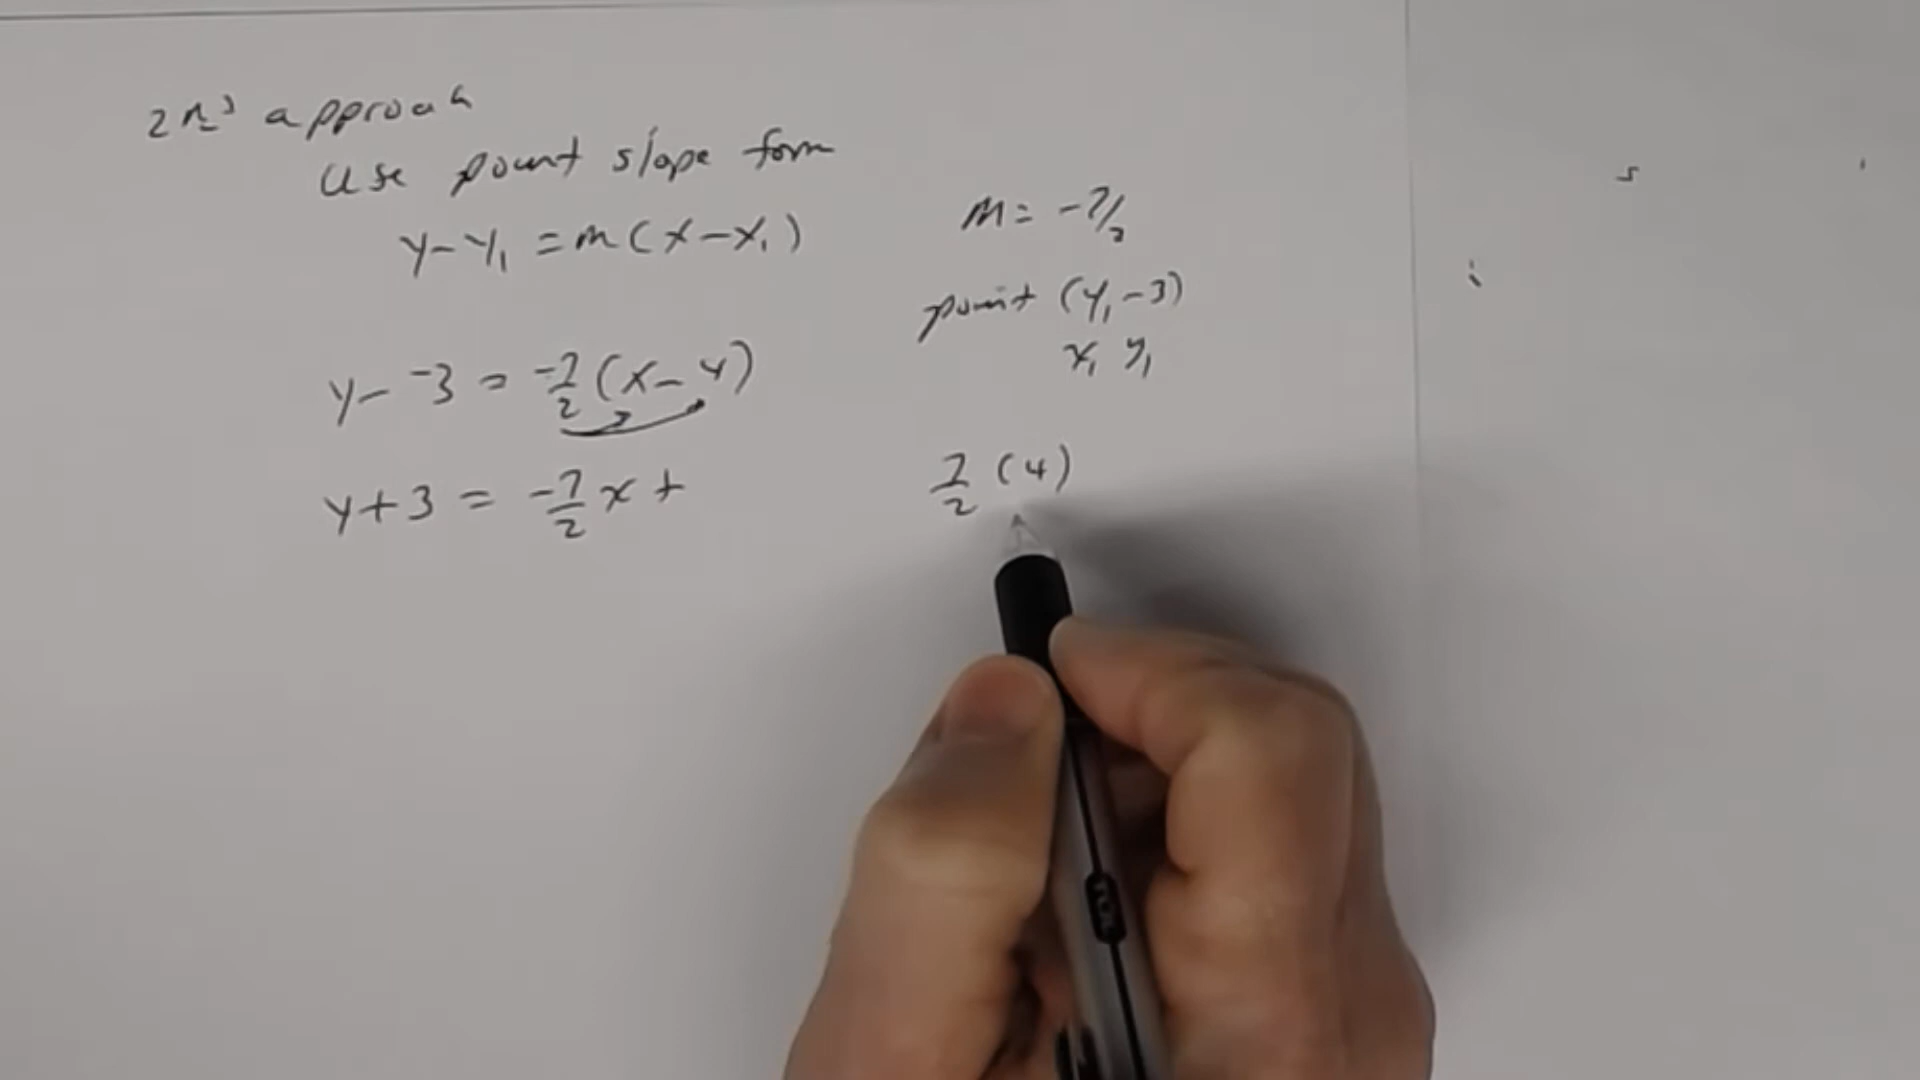 2nd approach
Use point slope form
y - y₁ = m(x - x₁)
m = -7/2
point (4, -3)
x₁ y₁
y - -3 = -7/2 (x - 4)
y + 3 = -7/2 x +
7/2 (4)